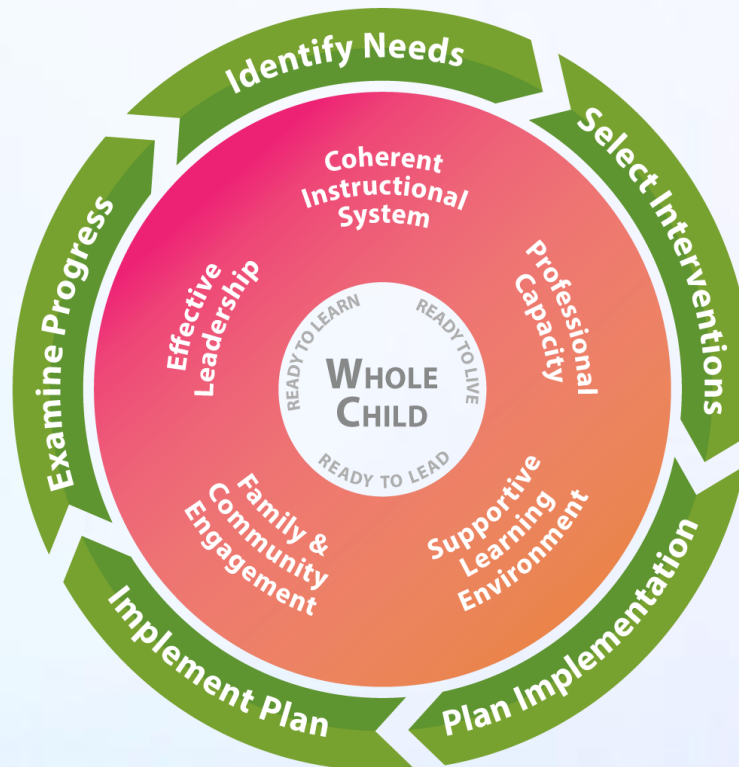 Identify Needs
Select Interventions
Plan Implementation
Implement Plan
Examine Progress
Coherent
Instructional
System
Professional
Capacity
Supportive
Learning
Environment
Family &
Community
Engagement
Effective
Leadership
READY TO LEARN
READY TO LIVE
WHOLE
CHILD
READY TO LEAD